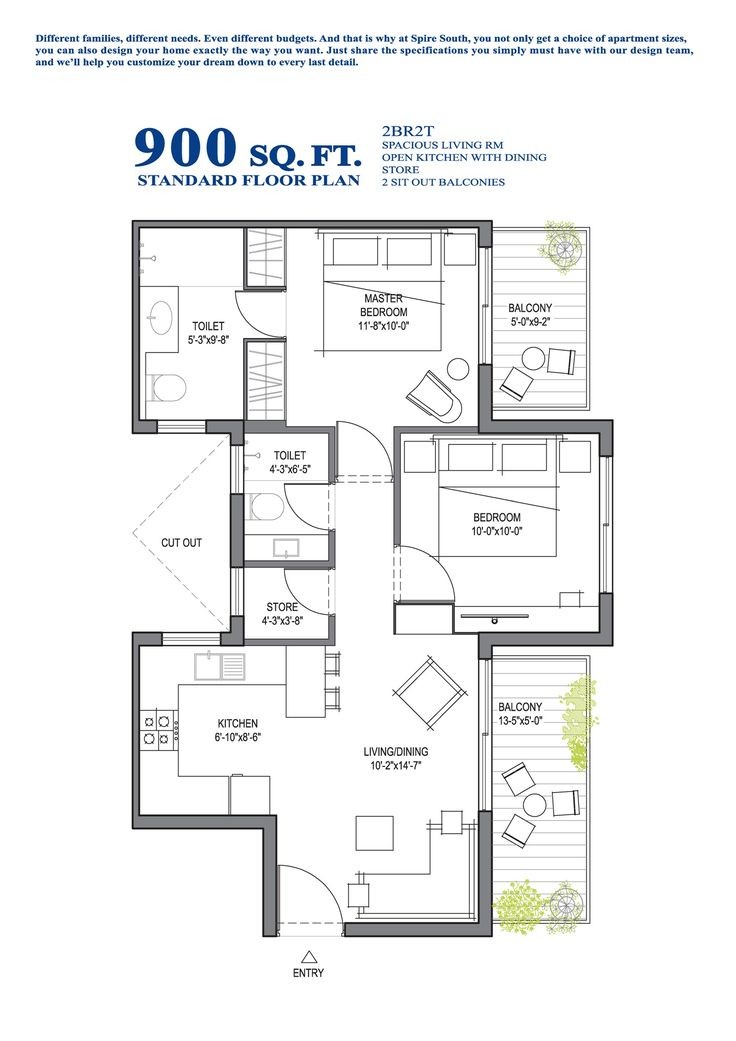 Different families, different needs. Even different budgets. And that is why at Spire South, you not only get a choice of apartment sizes,
you can also design your home exactly the way you want. Just share the specifications you simply must have with our design team,
and we'll help you customize your dream down to every last detail.
900 SQ. FT.
STANDARD FLOOR PLAN
2BR2T
SPACIOUS LIVING RM
OPEN KITCHEN WITH DINING
STORE
2 SIT OUT BALCONIES
TOILET
5'-3"x9'-8"
MASTER
BEDROOM
11'-8"x10'-0"
BALCONY
5'-0"x9-2"
TOILET
4'-3"x6'-5"
BEDROOM
10'-0"x10'-0"
CUT OUT
STORE
4'-3"x3'-8"
KITCHEN
6'-10"x8'-6"
LIVING/DINING
10'-2"x14'-7"
BALCONY
13-5"x5'-0"
ENTRY